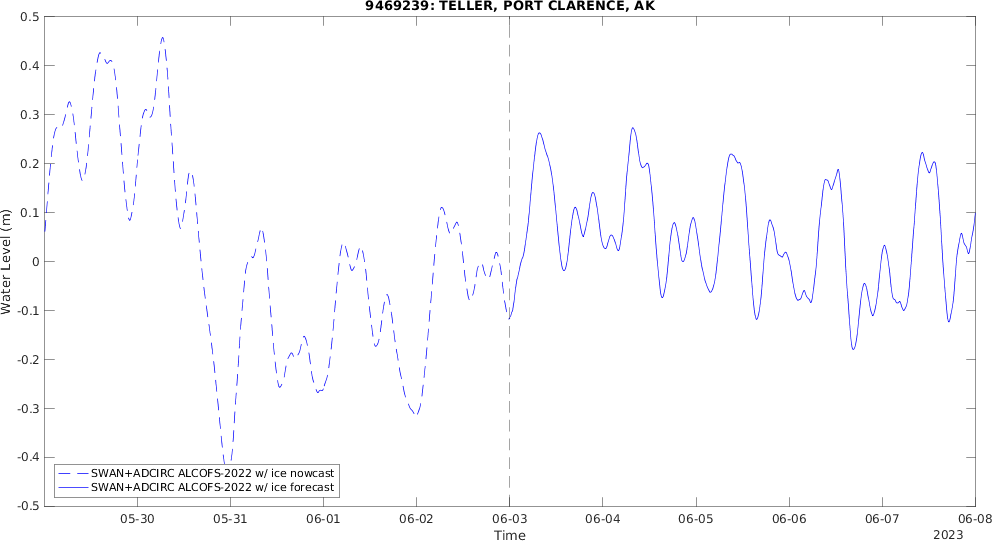 9469239: TELLER, PORT CLARENCE, AK
0.5
0.4
0.3
0.2
0.1
0
-0.1
-0.2
-0.3
-0.4
-0.5
Water Level (m)
SWAN+ADCIRC ALCOFS-2022 w/ ice nowcast
SWAN+ADCIRC ALCOFS-2022 w/ ice forecast
05-30 05-31 06-01 06-02 06-03 06-04 06-05 06-06 06-07 06-08
Time
2023